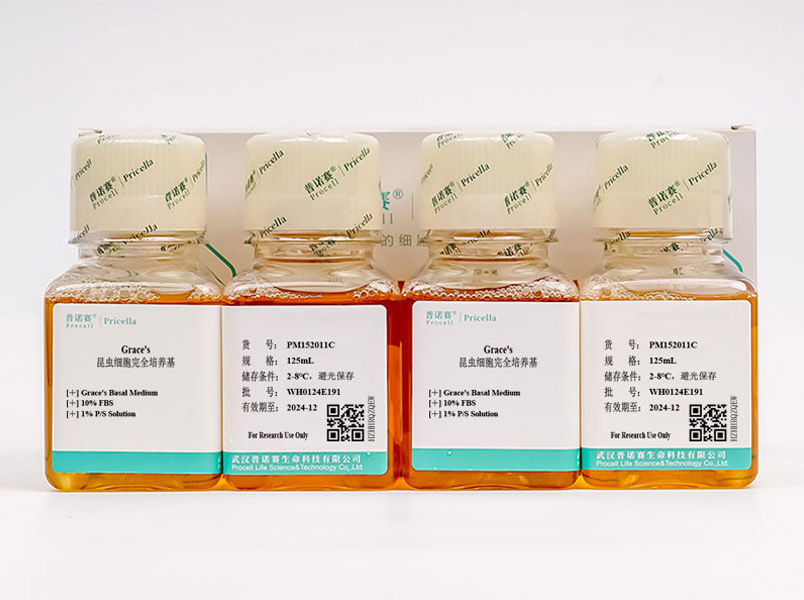 普诺赛® | Pricella
Procell
普诺赛® | Pricella
Procell
普诺赛® | Pricella
Procell
普诺赛® | Pricella
Procell
的细
普诺赛® | Pricella
Procell
Grace's
昆虫细胞完全培养基
[+] Grace's Basal Medium
[+] 10% FBS
[+] 1% P/S Solution
For Research Use Only
货 号: PM152011C
规 格: 125mL
储存条件: 2-8°C, 避光保存
批 号: WH0124E191
有效期至: 2024-12
武汉普诺赛生命科技有限公司
Procell Life Science&Technology Co.,Ltd.
普诺赛® | Pricella
Procell
Grace's
昆虫细胞完全培养基
[+] Grace's Basal Medium
[+] 10% FBS
[+] 1% P/S Solution
For Research Use Only
货 号: PM152011C
规 格: 125mL
储存条件: 2-8°C, 避光保存
批 号: WH0124E191
有效期至: 2024-12
武汉普诺赛生命科技有限公司
Procell Life Science&Technology Co.,Ltd.